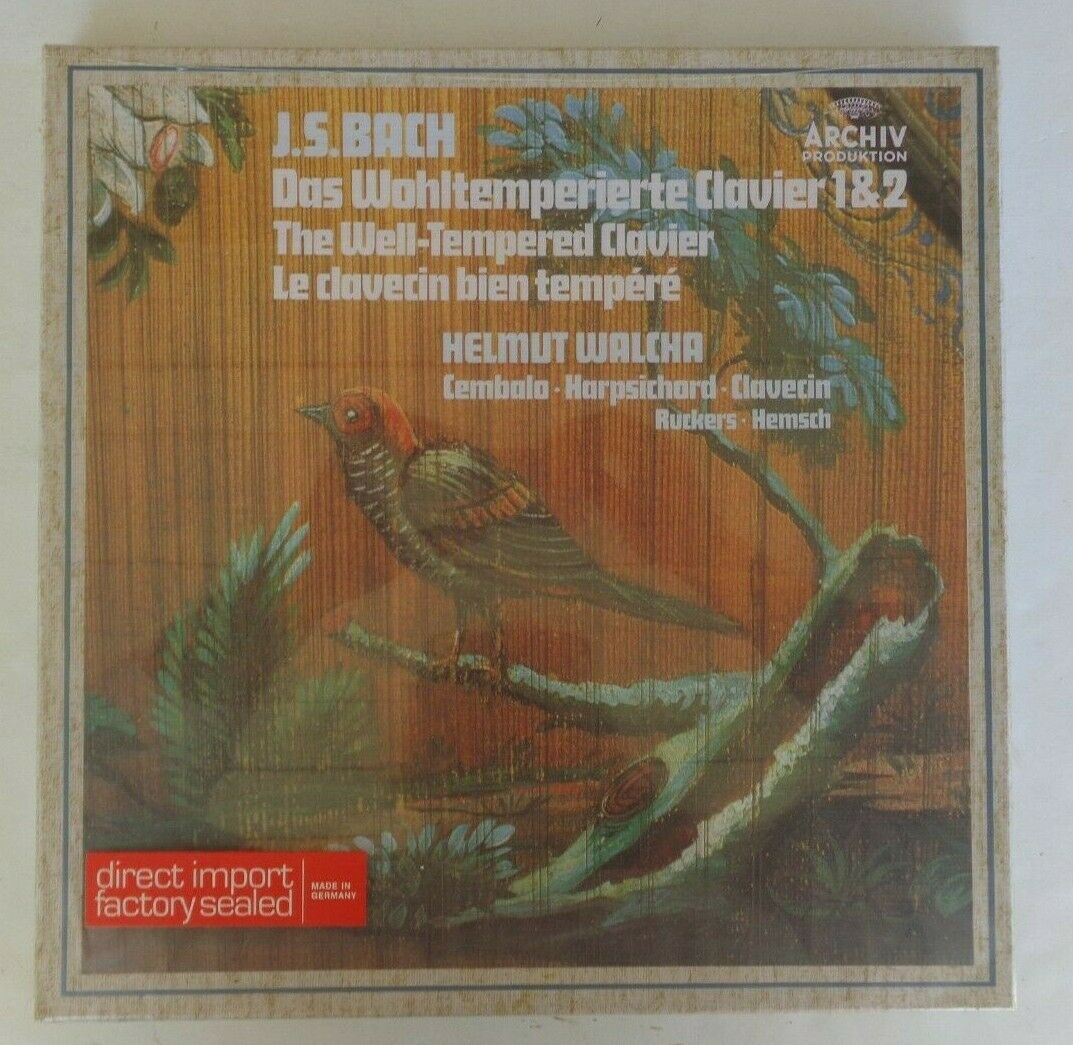 J.S.BACH
Das Wohltemperierte Clavier 1&2
The Well-Tempered Clavier
Le clavecin bien tempéré
ARCHIV
PRODUKTION
HELMUT WALCHA
Cembalo · Harpsichord · Clavecin
Ruckers · Hemsch
direct import
factory sealed
MADE IN
GERMANY